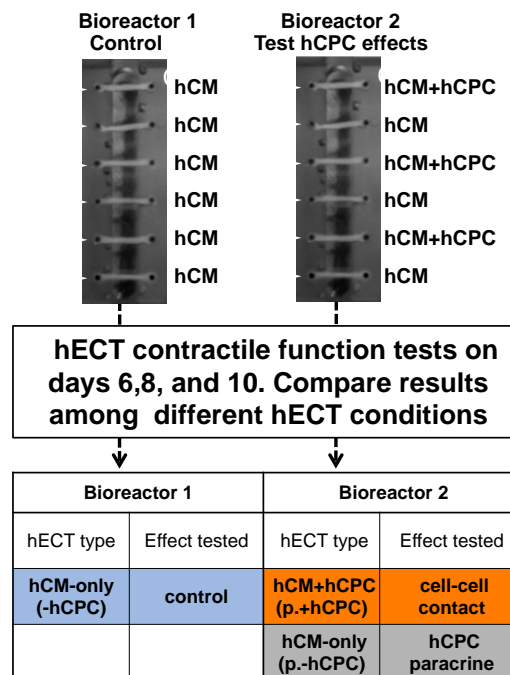 Bioreactor 1
Control
hCM
hCM
hCM
hCM
hCM
hCM
Bioreactor 2
Test hCPC effects
hCM+hCPC
hCM
hCM+hCPC
hCM
hCM+hCPC
hCM
hECT contractile function tests on
days 6,8, and 10. Compare results
among different hECT conditions
Bioreactor 1
Bioreactor 2
hECT type
Effect tested
hECT type
Effect tested
hCM-only
(-hCPC)
control
hCM+hCPC
(p.+hCPC)
cell-cell
contact
hCM-only
(p.-hCPC)
hCPC
paracrine